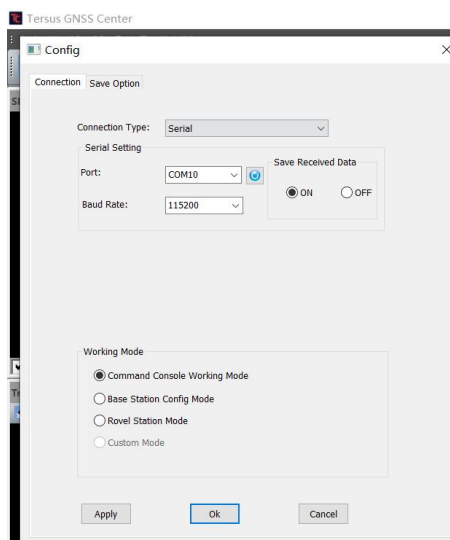 Tersus GNSS Center
Config
Connection Save Option
Connection Type: Serial
Serial Setting
Port: COM10
Baud Rate: 115200
Save Received Data
ON OFF
Working Mode
Command Console Working Mode
Base Station Config Mode
Rovel Station Mode
Custom Mode
Apply Ok Cancel